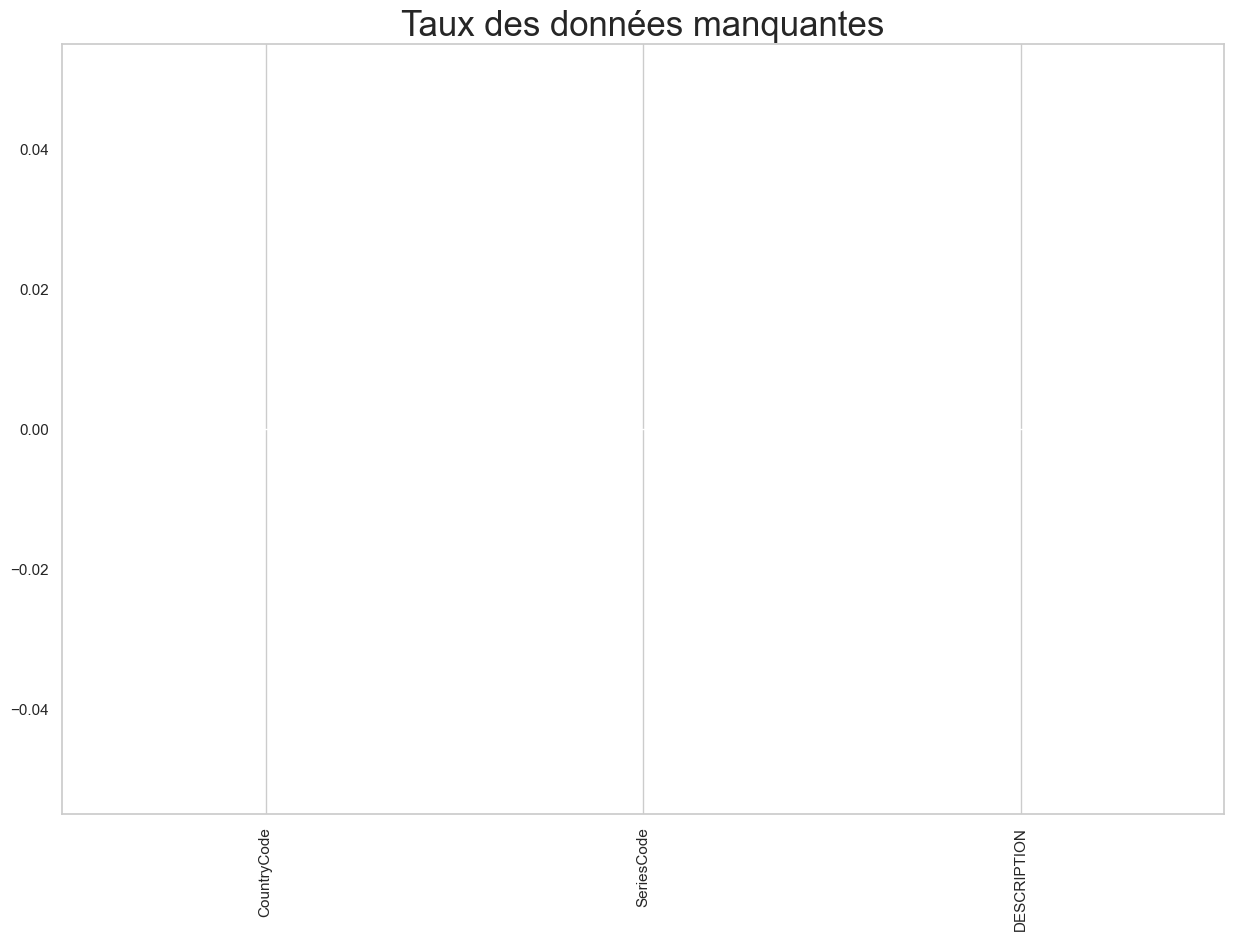 Taux des données manquantes
0.04
0.02
0.00
−0.02
−0.04
CountryCode
SeriesCode
DESCRIPTION